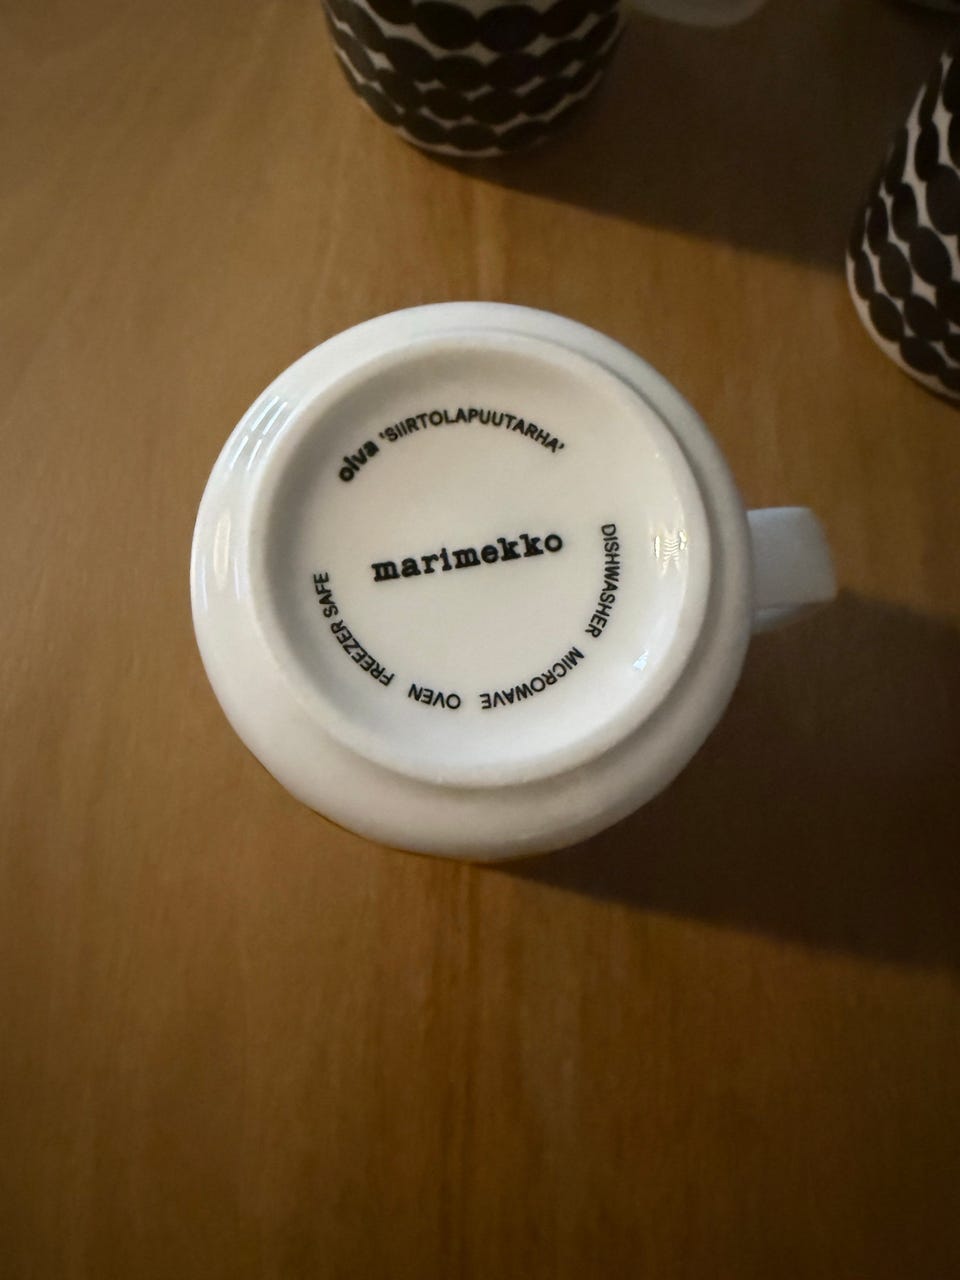 oiva 'SIIRTOLAPUUTARHA'
marimekko
DISHWASHER MICROWAVE OVEN FREEZER SAFE